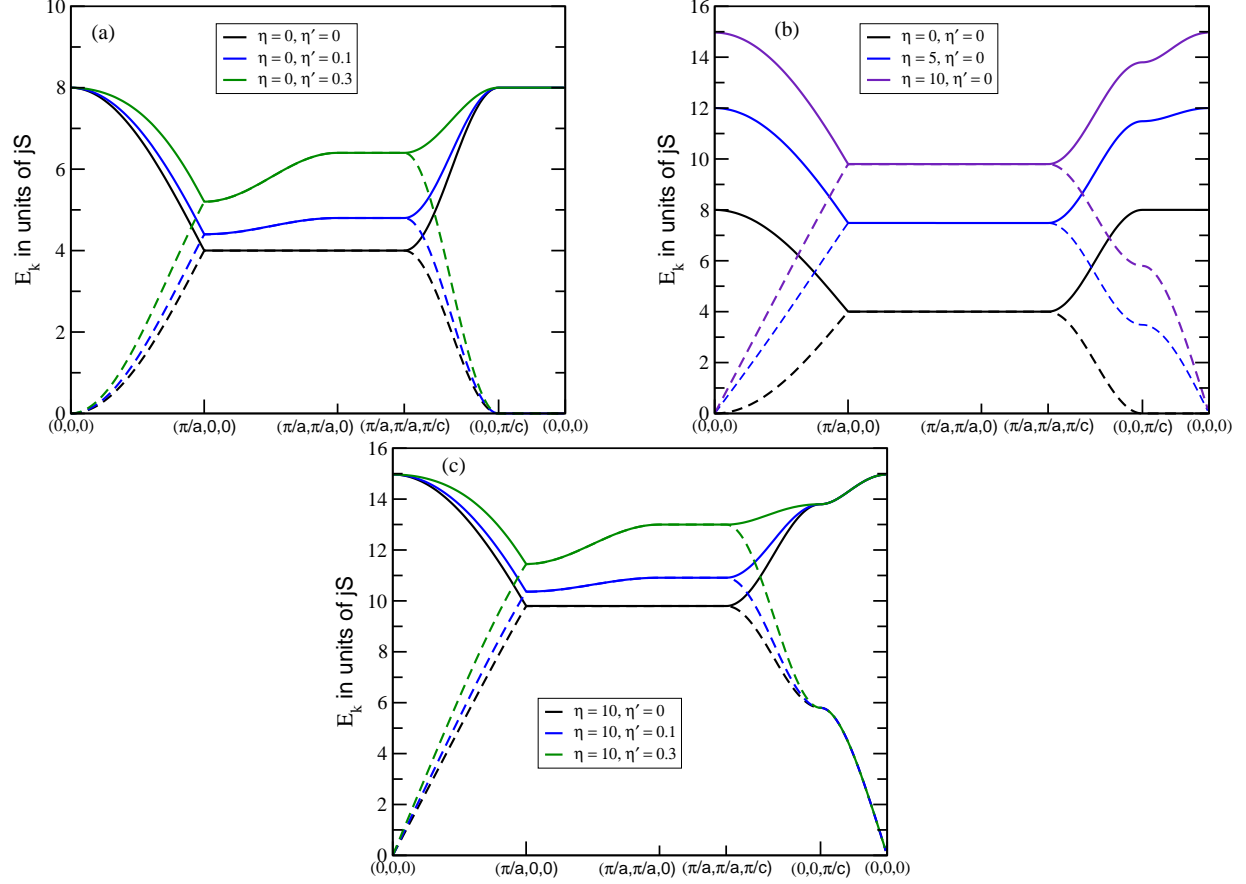 (a)
η = 0, η′ = 0
η = 0, η′ = 0.1
η = 0, η′ = 0.3
10
8
6
4
2
0
E_k in units of jS
(0,0,0) (π/a,0,0) (π/a,π/a,0) (π/a,π/a,π/c) (0,0,π/c) (0,0,0)
(b)
η = 0, η′ = 0
η = 5, η′ = 0
η = 10, η′ = 0
16
14
12
10
8
6
4
2
0
E_k in units of jS
(0,0,0) (π/a,0,0) (π/a,π/a,0) (π/a,π/a,π/c) (0,0,π/c) (0,0,0)
(c)
16
14
12
10
8
6
4
2
0
E_k in units of jS
η = 10, η′ = 0
η = 10, η′ = 0.1
η = 10, η′ = 0.3
(0,0,0) (π/a,0,0) (π/a,π/a,0) (π/a,π/a,π/c) (0,0,π/c) (0,0,0)